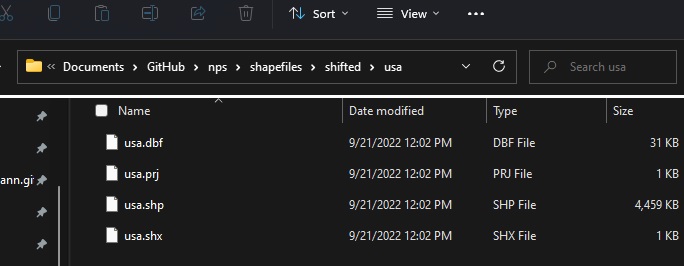 Sort View •••
« Documents > GitHub > nps > shapefiles > shifted > usa Search usa
Name Date modified Type Size
usa.dbf 9/21/2022 12:02 PM DBF File 31 KB
ann.gi usa.prj 9/21/2022 12:02 PM PRJ File 1 KB
usa.shp 9/21/2022 12:02 PM SHP File 4,459 KB
usa.shx 9/21/2022 12:02 PM SHX File 1 KB